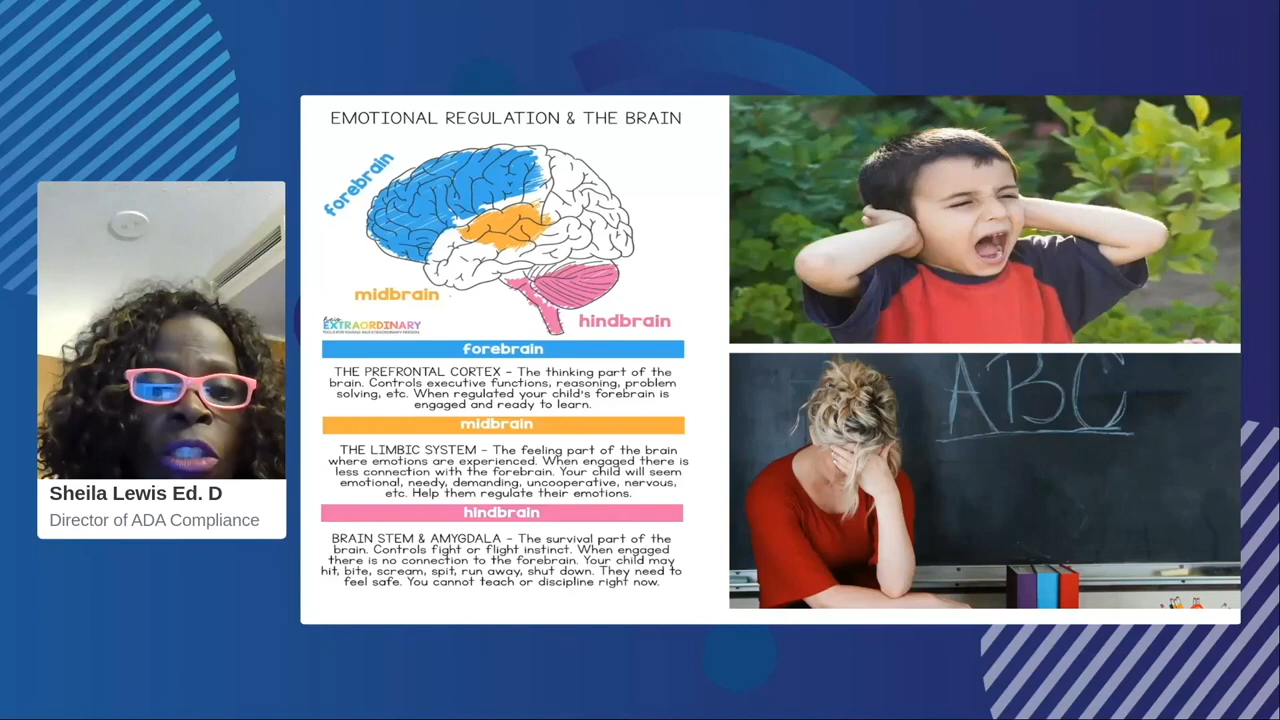 EMOTIONAL REGULATION & THE BRAIN
forebrain
midbrain
hindbrain
EXTRAORDINARY
forebrain
THE PREFRONTAL CORTEX – The thinking part of the
brain. Controls executive functions, reasoning, problem
solving, etc. When regulated your child's forebrain is
engaged and ready to learn.
midbrain
THE LIMBIC SYSTEM – The feeling part of the brain
where emotions are experienced. When engaged there is
less connection with the forebrain. Your child will seem
emotional, needy, demanding, uncooperative, nervous,
etc. Help them regulate their emotions.
hindbrain
BRAIN STEM & AMYGDALA – The survival part of the
brain. Controls fight or flight instinct. When engaged
there is no connection to the forebrain. Your child may
hit, bite, scream, spit, run away, shut down. They need to
feel safe. You cannot teach or discipline right now.
ABC
Sheila Lewis Ed. D
Director of ADA Compliance